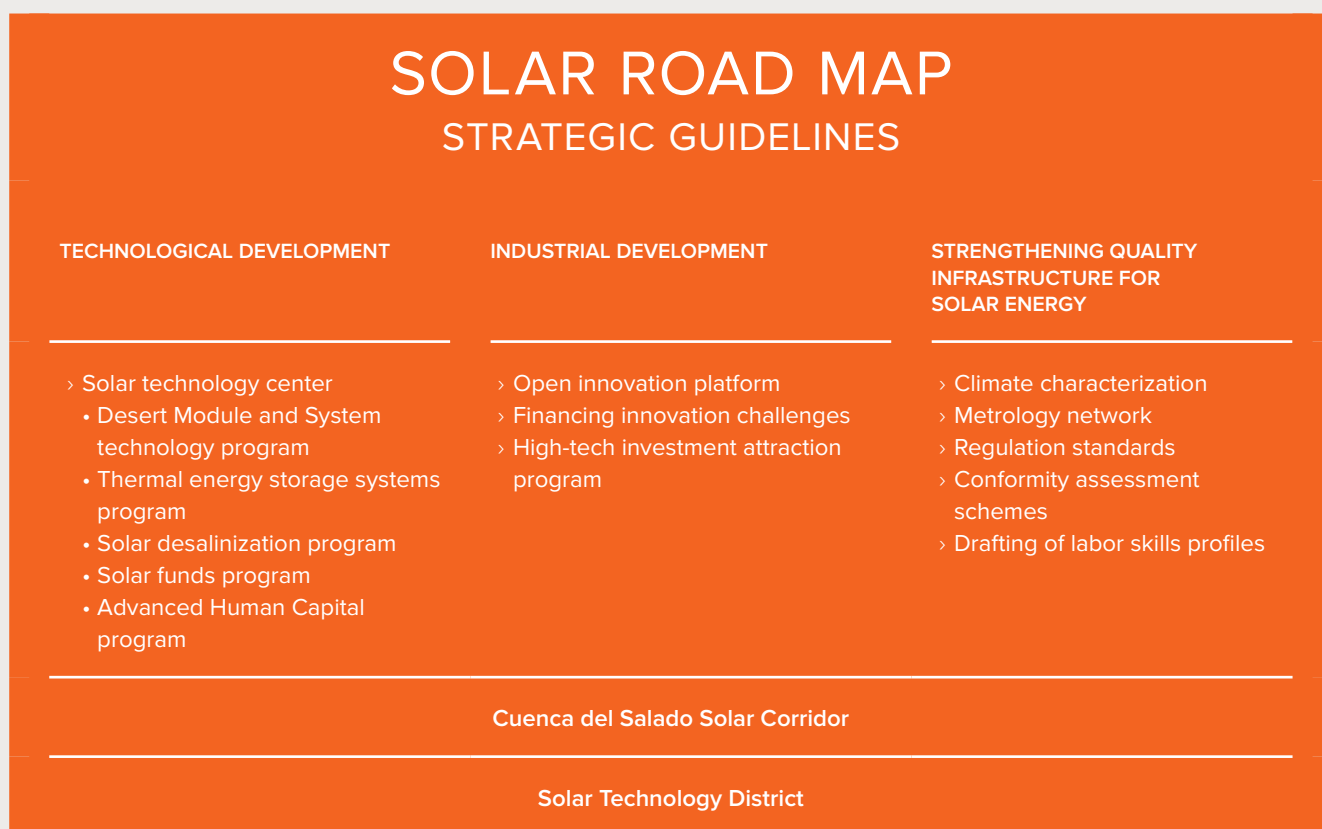 SOLAR ROAD MAP
STRATEGIC GUIDELINES
TECHNOLOGICAL DEVELOPMENT
› Solar technology center
• Desert Module and System
technology program
• Thermal energy storage systems
program
• Solar desalinization program
• Solar funds program
• Advanced Human Capital
program
INDUSTRIAL DEVELOPMENT
› Open innovation platform
› Financing innovation challenges
› High-tech investment attraction
program
STRENGTHENING QUALITY
INFRASTRUCTURE FOR
SOLAR ENERGY
› Climate characterization
› Metrology network
› Regulation standards
› Conformity assessment
schemes
› Drafting of labor skills profiles
Cuenca del Salado Solar Corridor
Solar Technology District